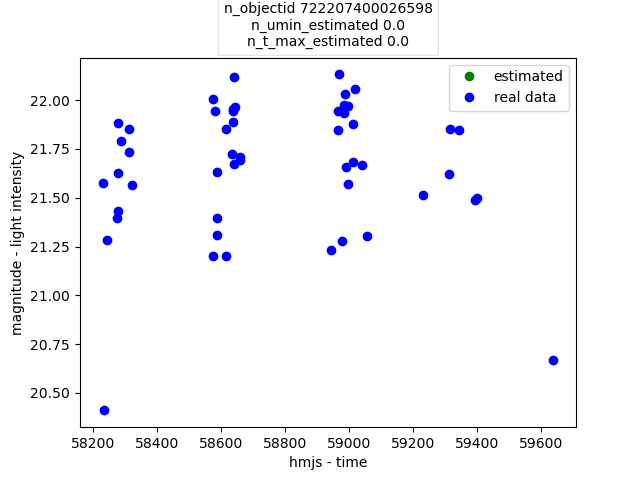 n_objectid 722207400026598
n_umin_estimated 0.0
n_t_max_estimated 0.0
estimated
real data
22.00
21.75
21.50
21.25
21.00
20.75
20.50
magnitude - light intensity
58200 58400 58600 58800 59000 59200 59400 59600
hmjs - time